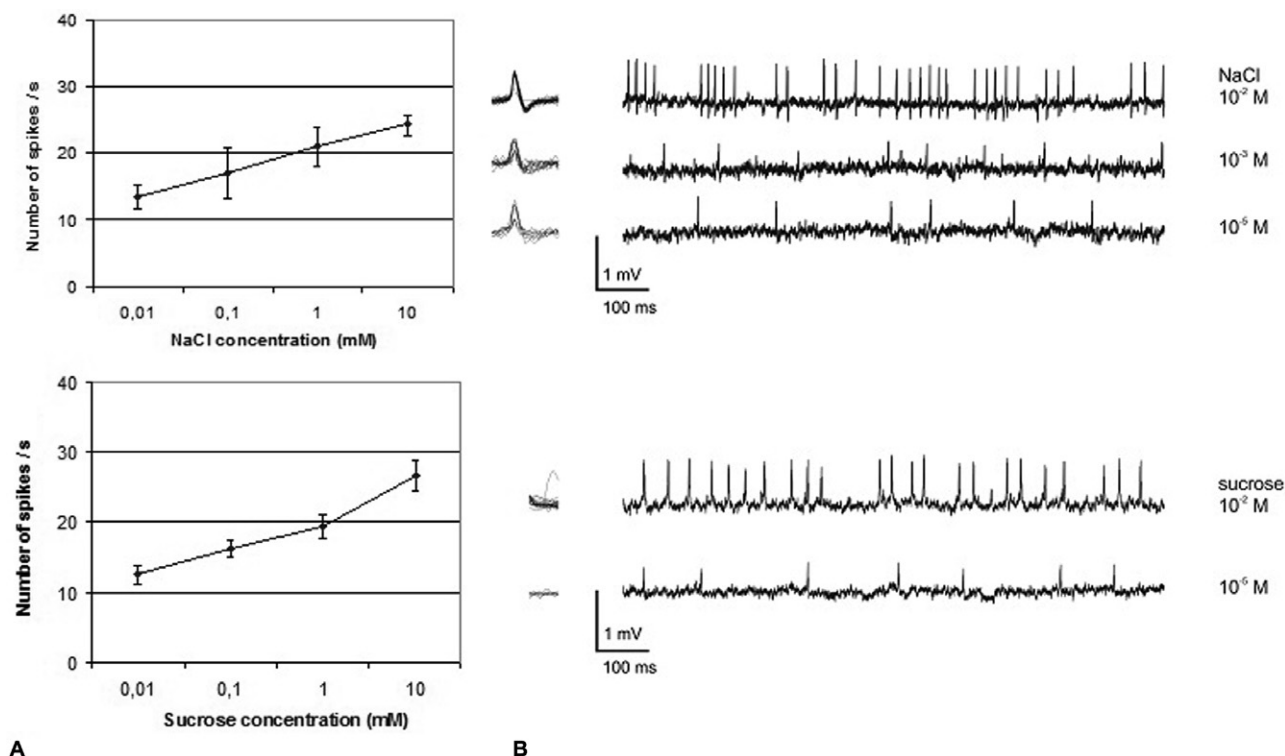 40
30
20
10
0
Number of spikes / s
0,01 0,1 1 10
NaCl concentration (mM)
NaCl
10⁻² M
10⁻³ M
10⁻⁵ M
1 mV
100 ms
40
30
20
10
0
Number of spikes / s
0,01 0,1 1 10
Sucrose concentration (mM)
sucrose
10⁻² M
10⁻⁵ M
1 mV
100 ms
A
B